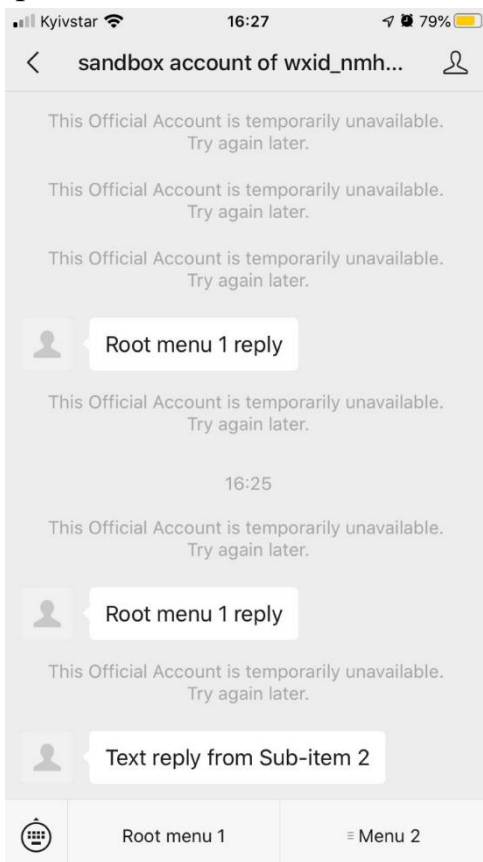 Kyivstar 16:27 79%
sandbox account of wxid_nmh...
This Official Account is temporarily unavailable.
Try again later.
This Official Account is temporarily unavailable.
Try again later.
This Official Account is temporarily unavailable.
Try again later.
Root menu 1 reply
This Official Account is temporarily unavailable.
Try again later.
16:25
This Official Account is temporarily unavailable.
Try again later.
Root menu 1 reply
This Official Account is temporarily unavailable.
Try again later.
Text reply from Sub-item 2
Root menu 1 Menu 2